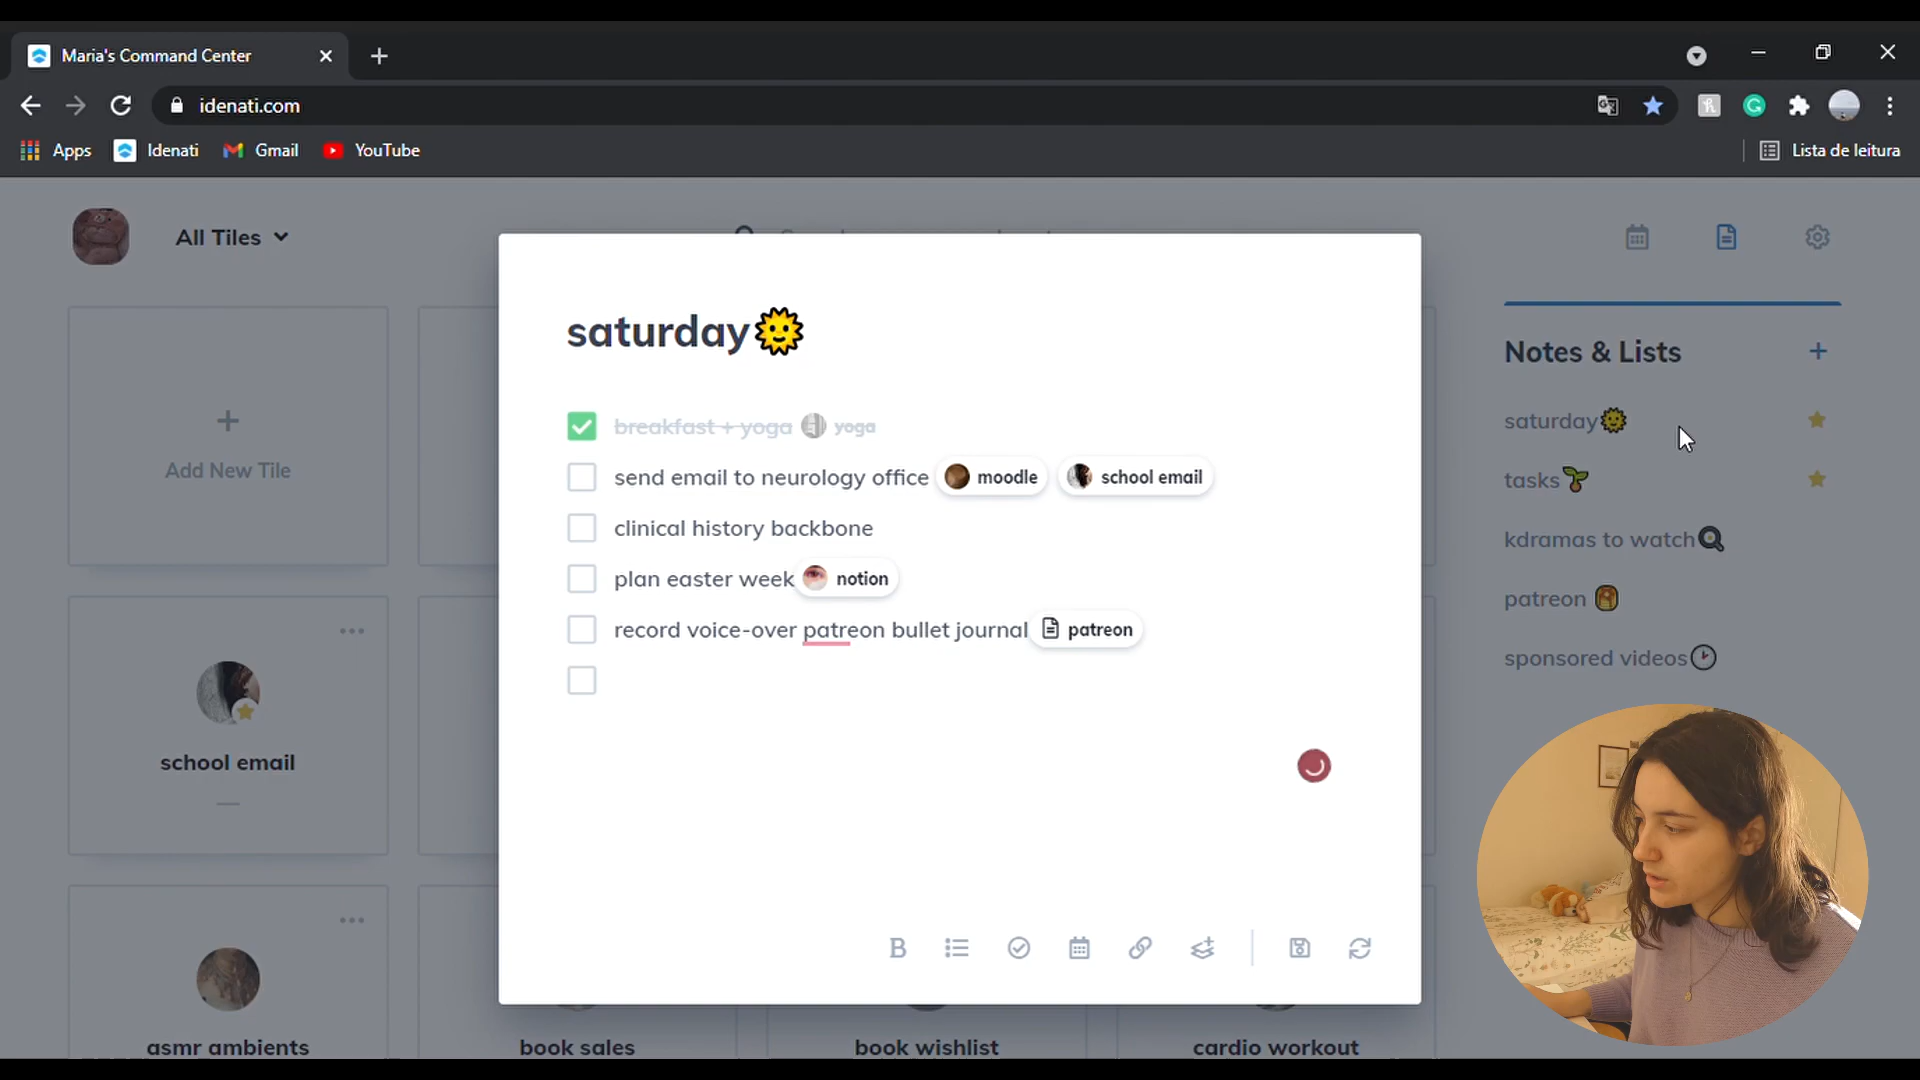 Maria's Command Center
idenati.com
Apps Idenati Gmail YouTube Lista de leitura
All Tiles
saturday🌞
breakfast + yoga yoga
send email to neurology office moodle school email
clinical history backbone
plan easter week notion
record voice-over patreon bullet journal patreon
B
Notes & Lists
saturday🌞
tasks🌱
kdramas to watch🔍
patreon
sponsored videos🕑
Add New Tile
school email
asmr ambients
book sales
book wishlist
cardio workout